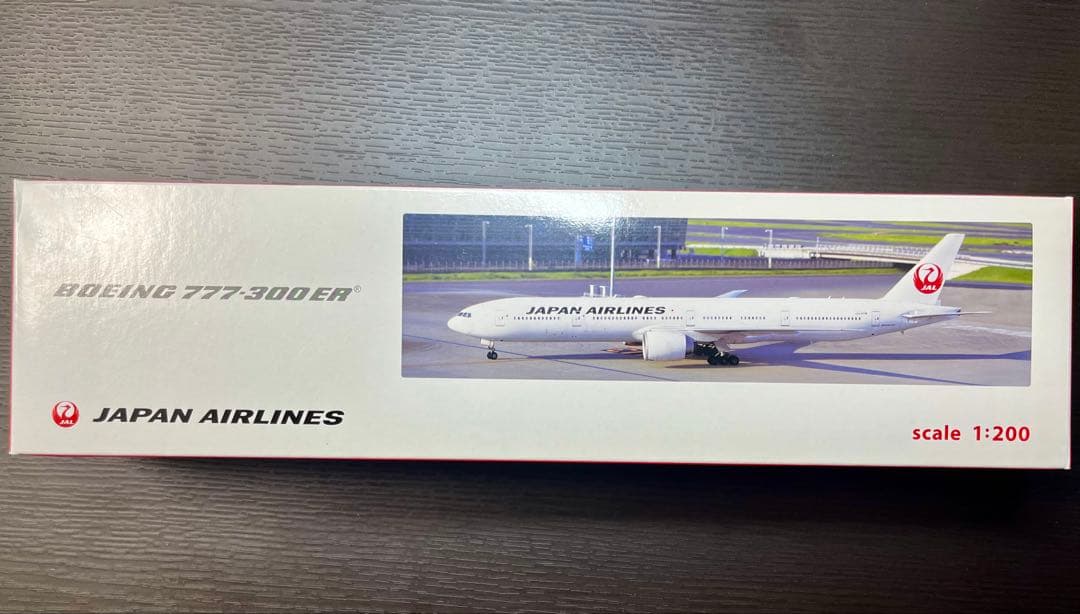 BOEING 777-300ER®
JAPAN AIRLINES
JAL
JAL
JAPAN AIRLINES
scale 1:200